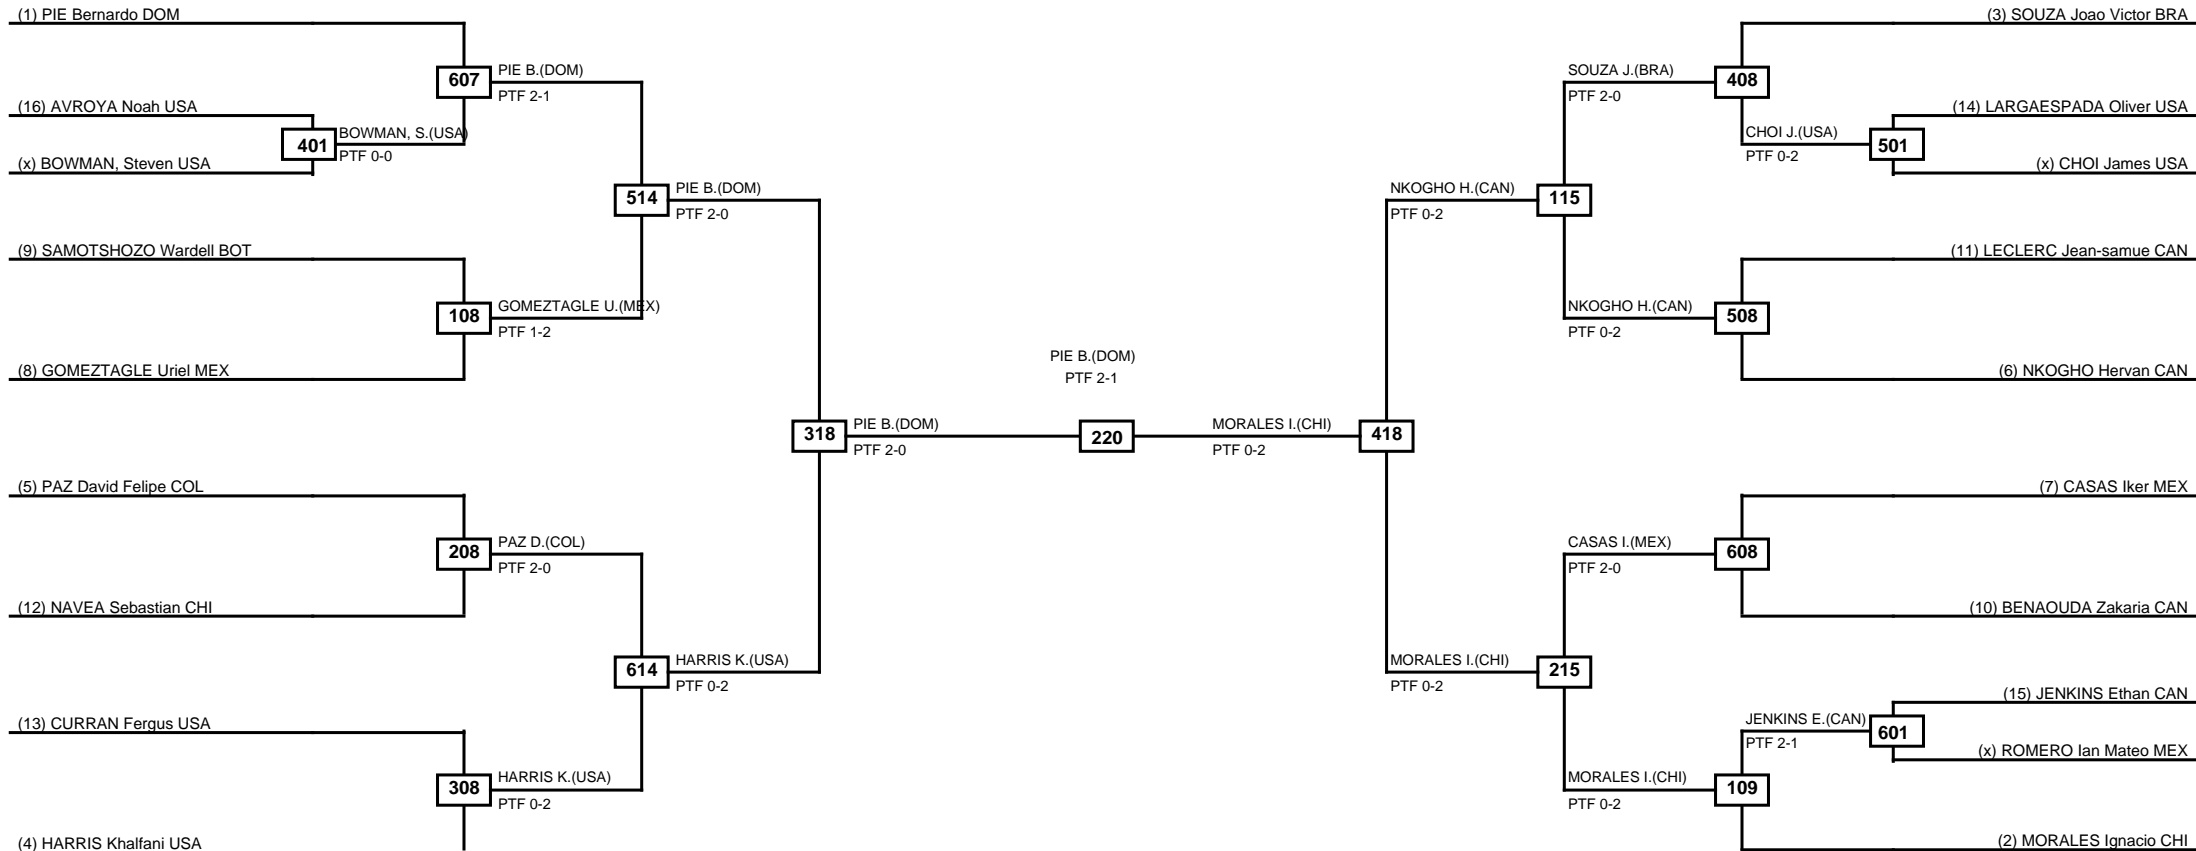 (1) PIE Bernardo DOM
607
PIE B.(DOM)
PTF 2-1
(16) AVROYA Noah USA
401
BOWMAN, S.(USA)
PTF 0-0
(x) BOWMAN, Steven USA
514
PIE B.(DOM)
PTF 2-0
(9) SAMOTSHOZO Wardell BOT
108
GOMEZTAGLE U.(MEX)
PTF 1-2
(8) GOMEZTAGLE Uriel MEX
318
PIE B.(DOM)
PTF 2-0
(5) PAZ David Felipe COL
208
PAZ D.(COL)
PTF 2-0
(12) NAVEA Sebastian CHI
614
HARRIS K.(USA)
PTF 0-2
(13) CURRAN Fergus USA
308
HARRIS K.(USA)
PTF 0-2
(4) HARRIS Khalfani USA
PIE B.(DOM)
PTF 2-1
220
(3) SOUZA Joao Victor BRA
SOUZA J.(BRA)
PTF 2-0
408
(14) LARGAESPADA Oliver USA
CHOI J.(USA)
PTF 0-2
501
(x) CHOI James USA
NKOGHO H.(CAN)
PTF 0-2
115
(11) LECLERC Jean-samue CAN
NKOGHO H.(CAN)
PTF 0-2
508
(6) NKOGHO Hervan CAN
MORALES I.(CHI)
PTF 0-2
418
(7) CASAS Iker MEX
CASAS I.(MEX)
PTF 2-0
608
(10) BENAOUDA Zakaria CAN
MORALES I.(CHI)
PTF 0-2
215
(15) JENKINS Ethan CAN
JENKINS E.(CAN)
PTF 2-1
601
(x) ROMERO Ian Mateo MEX
MORALES I.(CHI)
PTF 0-2
109
(2) MORALES Ignacio CHI